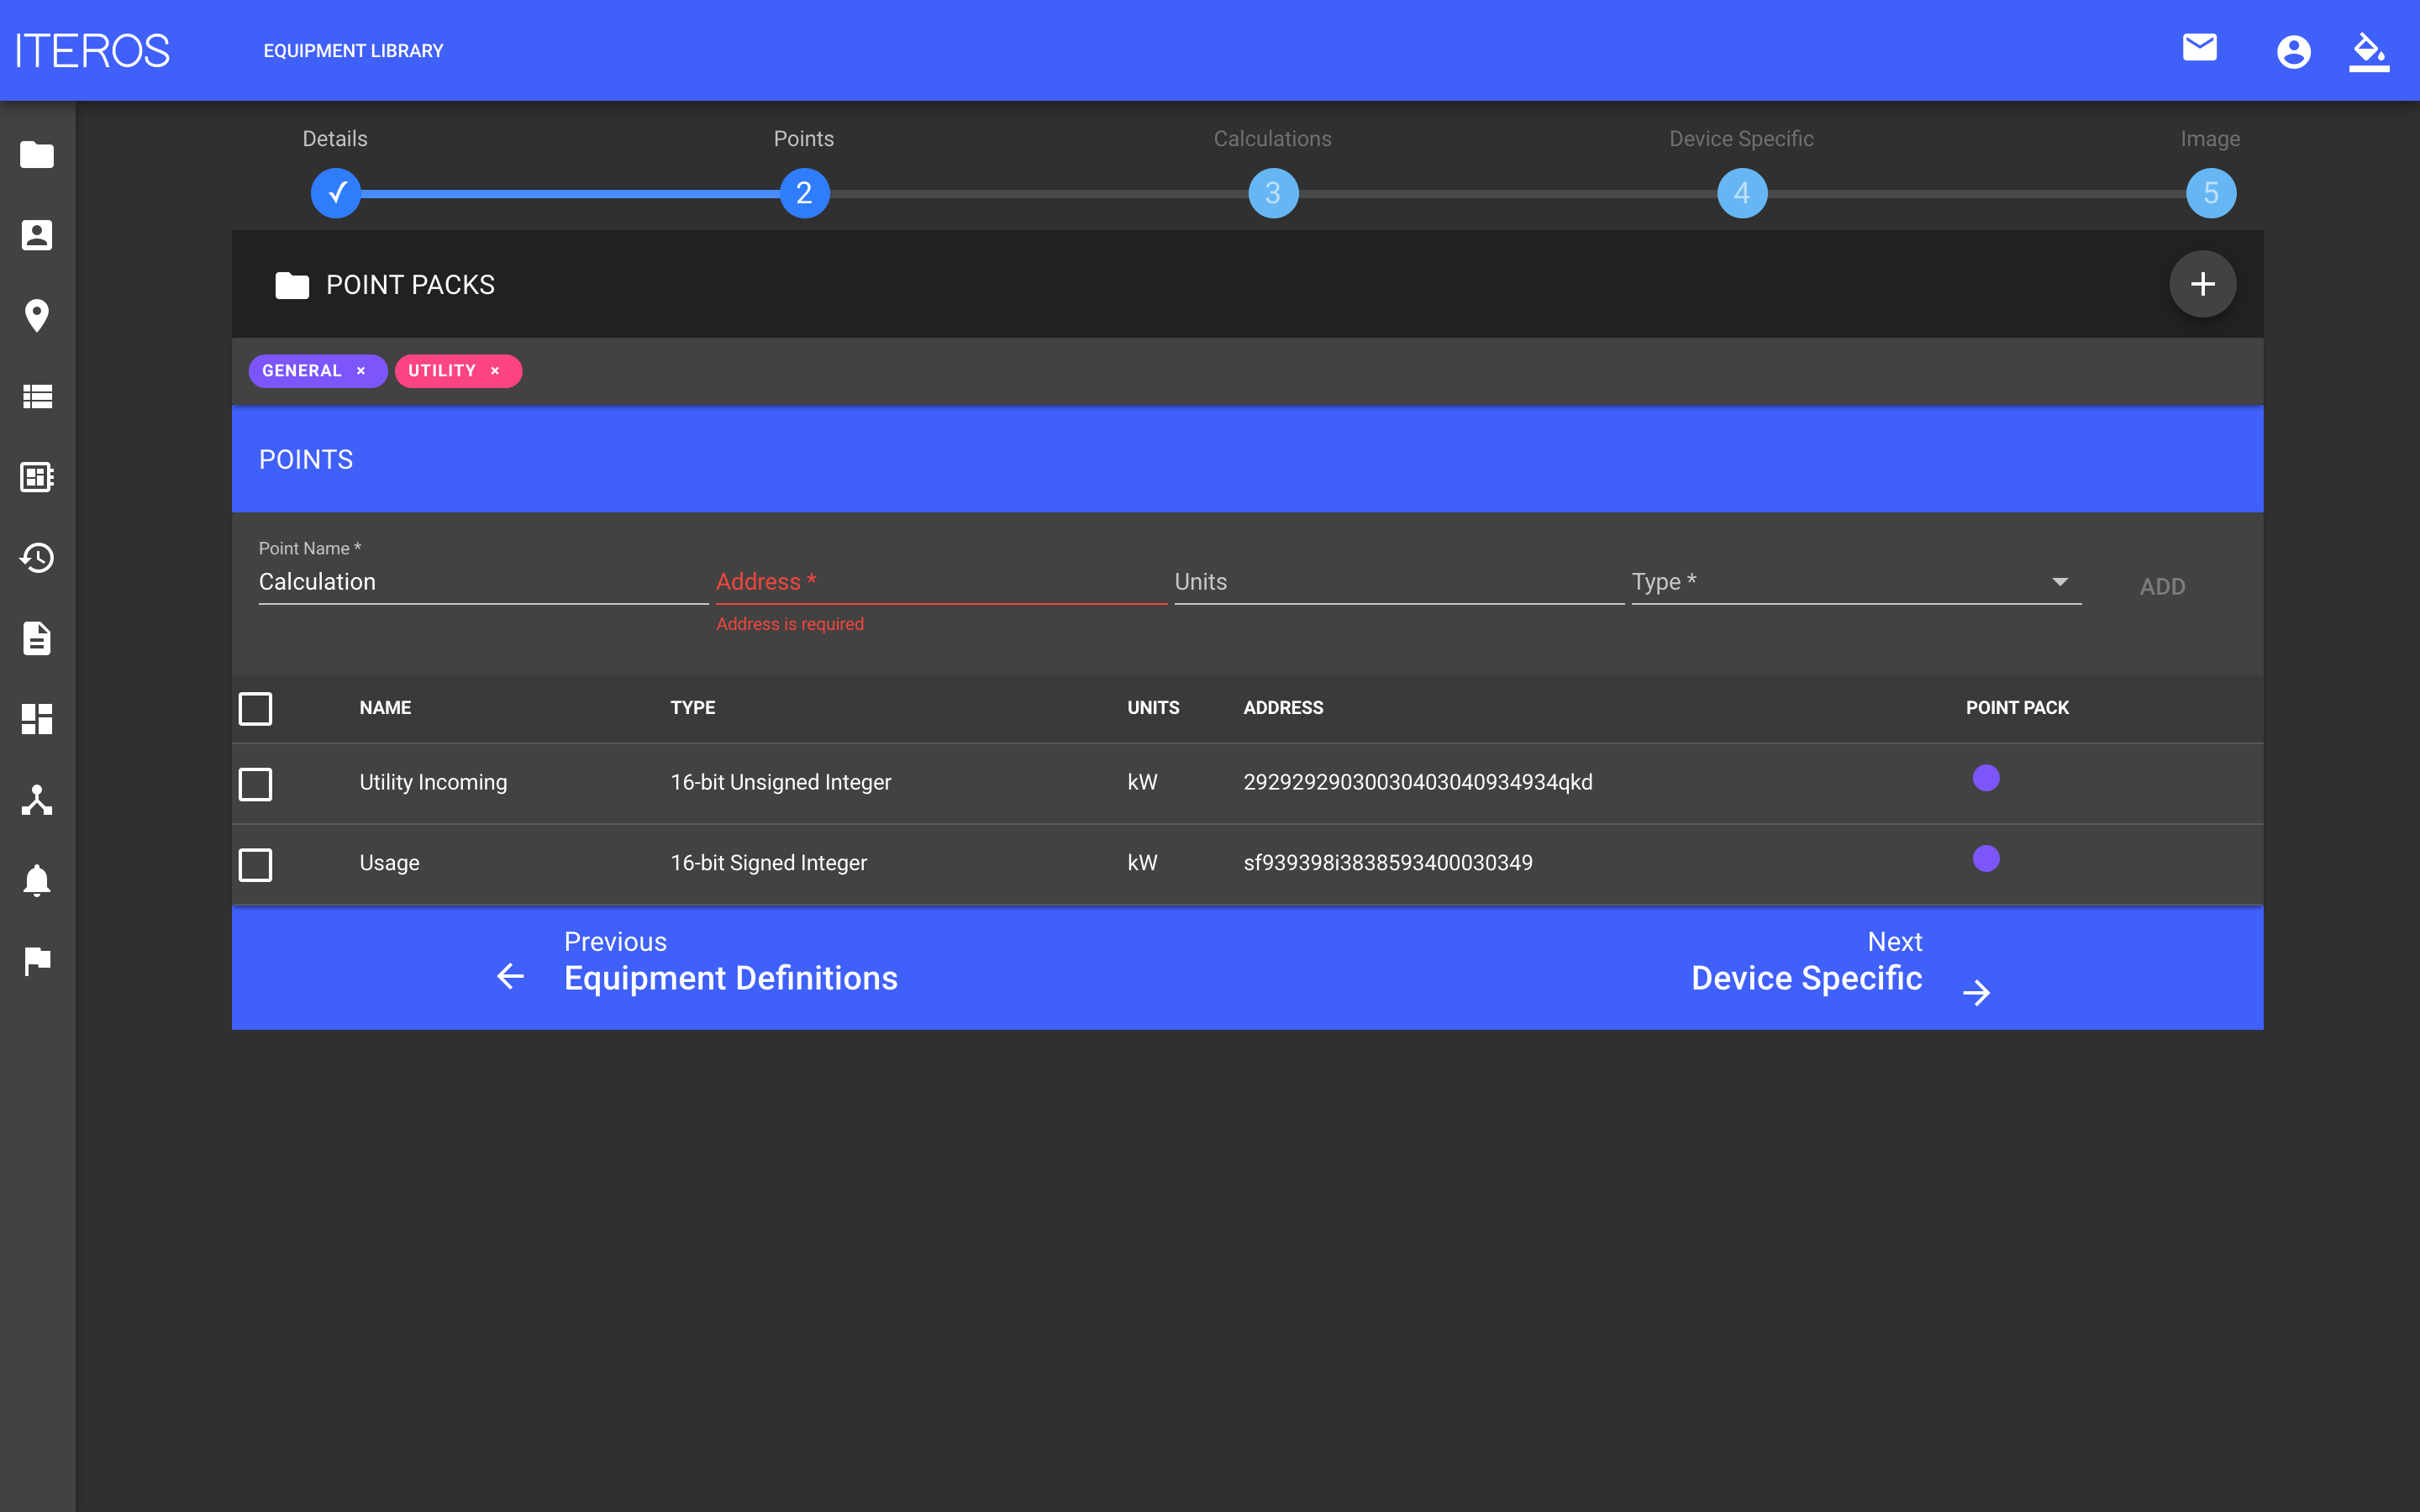 ITEROS
EQUIPMENT LIBRARY
Details Points Calculations Device Specific Image
✓ 2 3 4 5
POINT PACKS
+
GENERAL × UTILITY ×
POINTS
Point Name *
Calculation Address * Units Type * ADD
Address is required
NAME TYPE UNITS ADDRESS POINT PACK
Utility Incoming 16-bit Unsigned Integer kW 29292929030030403040934934qkd
Usage 16-bit Signed Integer kW sf939398i3838593400030349
Previous Next
Equipment Definitions Device Specific